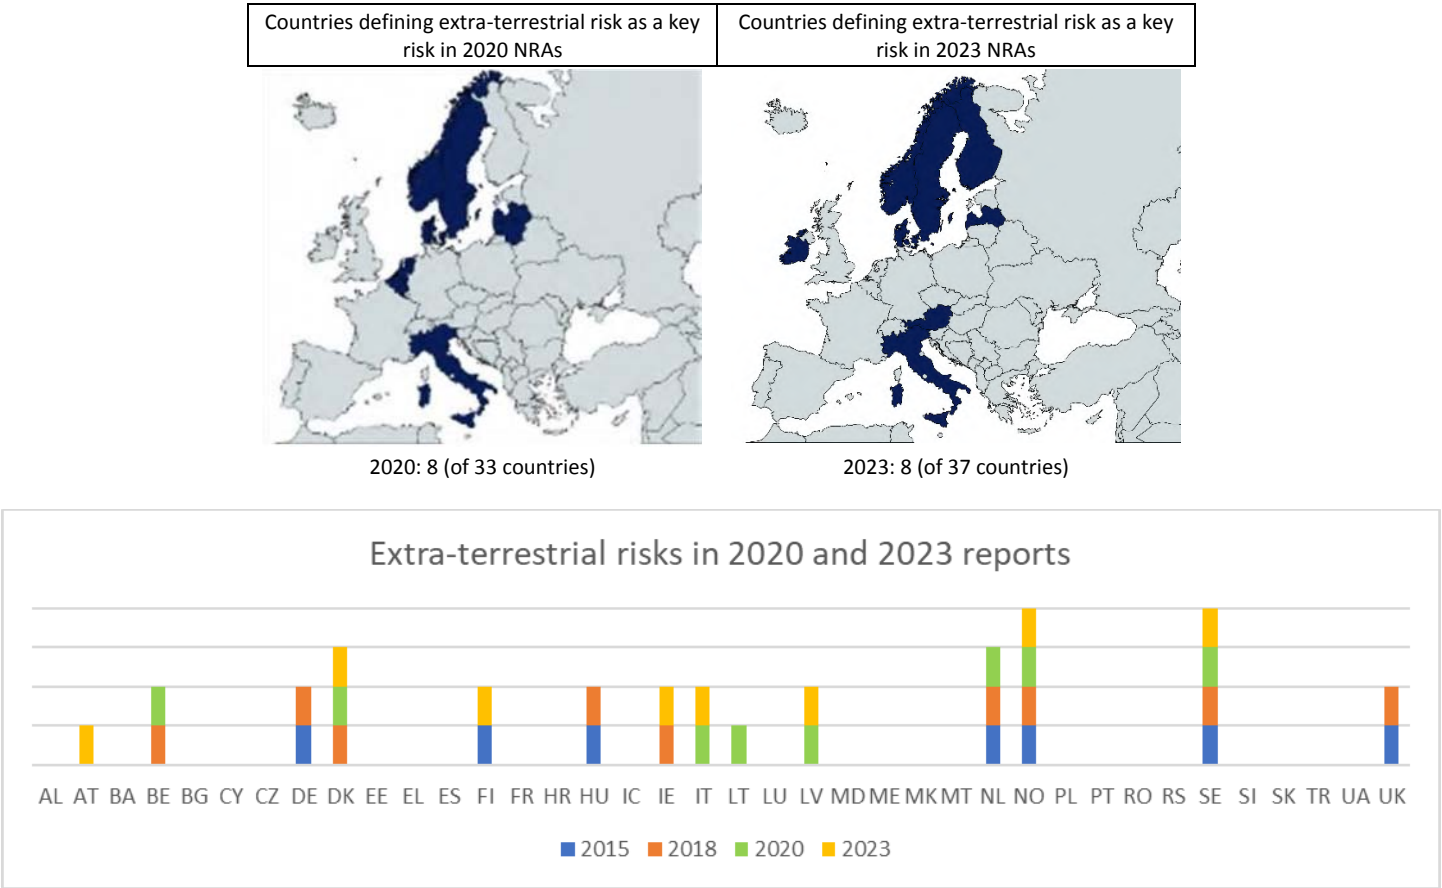 Countries defining extra-terrestrial risk as a key
risk in 2020 NRAs
Countries defining extra-terrestrial risk as a key
risk in 2023 NRAs
2020: 8 (of 33 countries)
2023: 8 (of 37 countries)
Extra-terrestrial risks in 2020 and 2023 reports
AL AT BA BE BG CY CZ DE DK EE EL ES FI FR HR HU IC IE IT LT LU LV MD ME MK MT NL NO PL PT RO RS SE SI SK TR UA UK
2015 2018 2020 2023